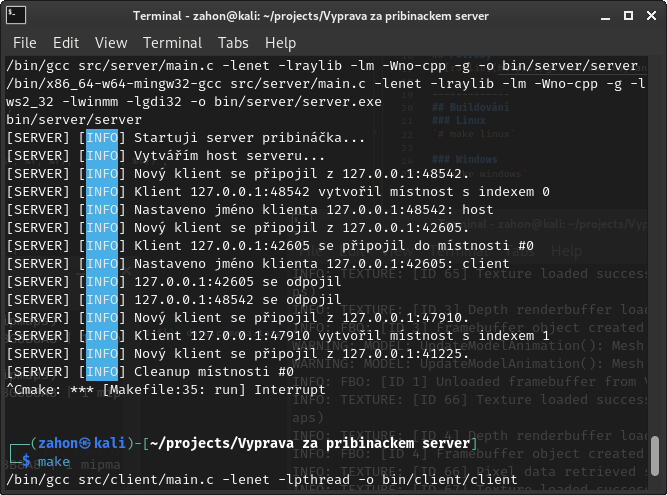 Terminal - zahon@kali: ~/projects/Vyprava za pribinackem server
File Edit View Terminal Tabs Help
/bin/gcc src/server/main.c -lenet -lraylib -lm -Wno-cpp -g -o bin/server/server
/bin/x86_64-w64-mingw32-gcc src/server/main.c -lenet -lraylib -lm -Wno-cpp -g -l
ws2_32 -lwinmm -lgdi32 -o bin/server/server.exe
bin/server/server
[SERVER] [INFO] Startuji server pribináčka...
[SERVER] [INFO] Vytvářím host serveru...
[SERVER] [INFO] Nový klient se připojil z 127.0.0.1:48542.
[SERVER] [INFO] Klient 127.0.0.1:48542 vytvořil místnost s indexem 0
[SERVER] [INFO] Nastaveno jméno klienta 127.0.0.1:48542: host
[SERVER] [INFO] Nový klient se připojil z 127.0.0.1:42605.
[SERVER] [INFO] Klient 127.0.0.1:42605 se připojil do místnosti #0
[SERVER] [INFO] Nastaveno jméno klienta 127.0.0.1:42605: client
[SERVER] [INFO] 127.0.0.1:42605 se odpojil
[SERVER] [INFO] 127.0.0.1:48542 se odpojil
[SERVER] [INFO] Nový klient se připojil z 127.0.0.1:47910.
[SERVER] [INFO] Klient 127.0.0.1:47910 vytvořil místnost s indexem 1
[SERVER] [INFO] Nový klient se připojil z 127.0.0.1:41225.
[SERVER] [INFO] Cleanup místnosti #0
^Cmake: *** [Makefile:35: run] Interrupt
┌──(zahon㉿kali)-[~/projects/Vyprava za pribinackem server]
└─$ make
/bin/gcc src/client/main.c -lenet -lpthread -o bin/client/client